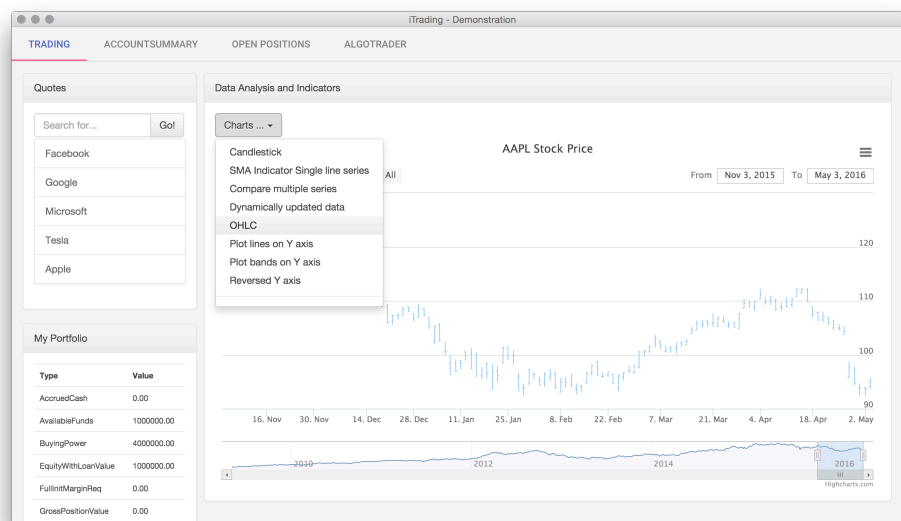 iTrading - Demonstration
TRADING ACCOUNTSUMMARY OPEN POSITIONS ALGOTRADER
Quotes
Search for... Go!
Facebook
Google
Microsoft
Tesla
Apple
My Portfolio
Type Value
AccruedCash 0.00
AvailableFunds 1000000.00
BuyingPower 4000000.00
EquityWithLoanValue 1000000.00
FullInitMarginReq 0.00
GrossPositionValue 0.00
Data Analysis and Indicators
Charts ...
Candlestick
SMA Indicator Single line series
Compare multiple series
Dynamically updated data
OHLC
Plot lines on Y axis
Plot bands on Y axis
Reversed Y axis
AAPL Stock Price
All From Nov 3, 2015 To May 3, 2016
120
110
100
90
16. Nov 30. Nov 14. Dec 28. Dec 11. Jan 25. Jan 8. Feb 22. Feb 7. Mar 21. Mar 4. Apr 18. Apr 2. May
2010 2012 2014 2016
Highcharts.com